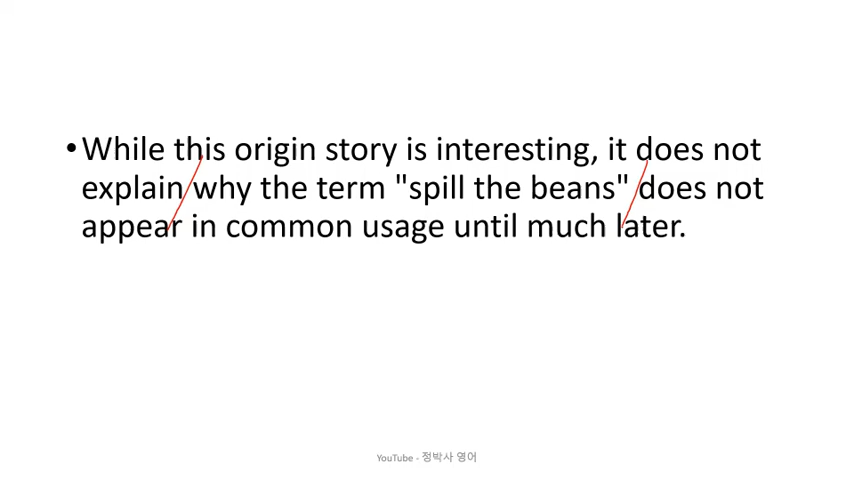 •While this origin story is interesting, it does not
explain why the term "spill the beans" does not
appear in common usage until much later.
YouTube - 정박사 영어